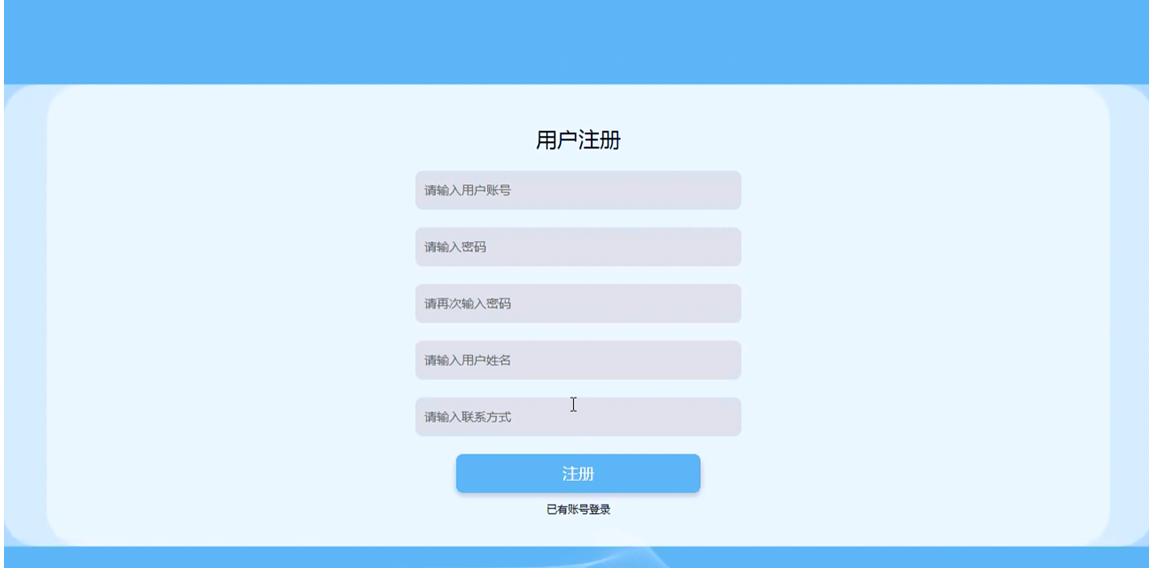 用户注册
请输入用户账号
请输入密码
请再次输入密码
请输入用户姓名
请输入联系方式
注册
已有账号登录